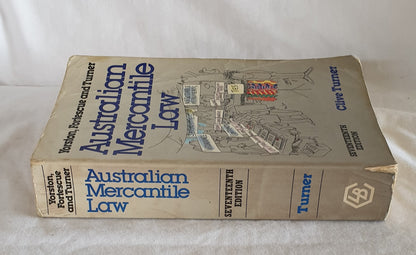 Yorston, Fortescue and Turner
Australian
Mercantile
Law
Clive Turner
SEVENTEENTH
EDITION
Yorston,
Fortescue
and Turner
Australian
Mercantile
Law
SEVENTEENTH
EDITION
Turner